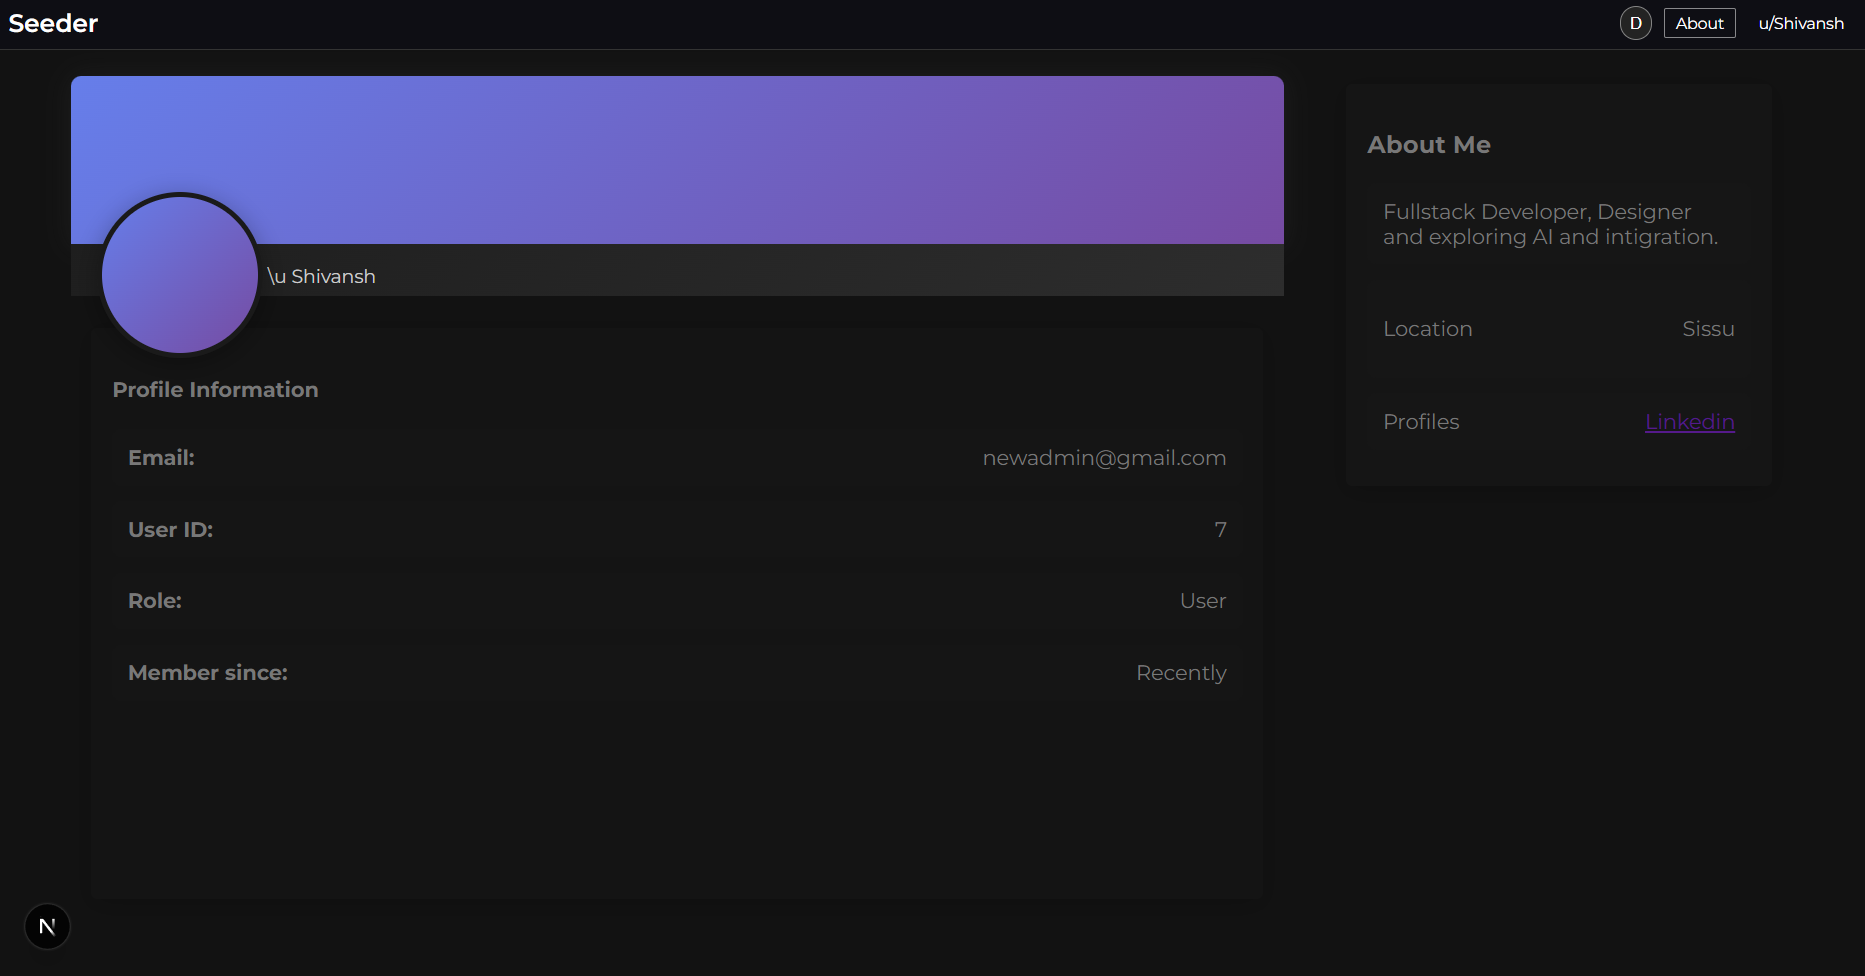 Seeder
D
About
u/Shivansh
\u Shivansh
Profile Information
Email:
newadmin@gmail.com
User ID:
7
Role:
User
Member since:
Recently
About Me
Fullstack Developer, Designer
and exploring AI and intigration.
Location
Sissu
Profiles
Linkedin
N